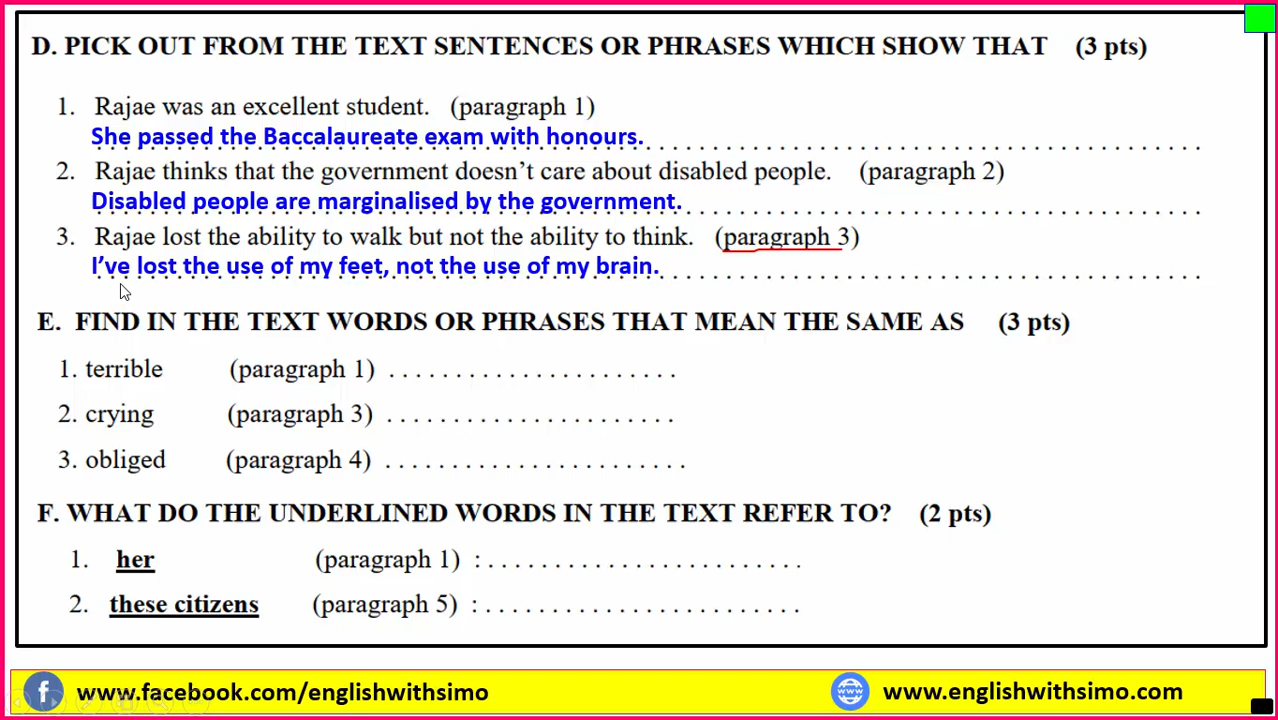 D. PICK OUT FROM THE TEXT SENTENCES OR PHRASES WHICH SHOW THAT (3 pts)
1. Rajae was an excellent student. (paragraph 1)
She passed the Baccalaureate exam with honours.
2. Rajae thinks that the government doesn't care about disabled people. (paragraph 2)
Disabled people are marginalised by the government.
3. Rajae lost the ability to walk but not the ability to think. (paragraph 3)
I've lost the use of my feet, not the use of my brain.
E. FIND IN THE TEXT WORDS OR PHRASES THAT MEAN THE SAME AS (3 pts)
1. terrible (paragraph 1) . . . . . . . . . . . . . . . . . . . . . .
2. crying (paragraph 3) . . . . . . . . . . . . . . . . . . . . . .
3. obliged (paragraph 4) . . . . . . . . . . . . . . . . . . . . . . .
F. WHAT DO THE UNDERLINED WORDS IN THE TEXT REFER TO? (2 pts)
1. her (paragraph 1) : . . . . . . . . . . . . . . . . . . . . . . . .
2. these citizens (paragraph 5) : . . . . . . . . . . . . . . . . . . . . . . . .
www.facebook.com/englishwithsimo www.englishwithsimo.com